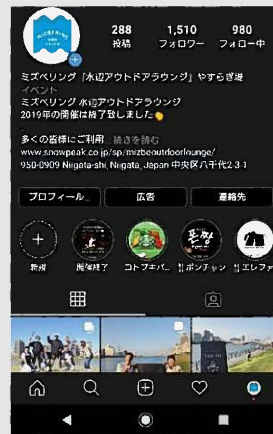 288
1,510
980
投稿
フォロワー
フォロー中
ミズベリング「水辺アウトドアラウンジ」やすらぎ堤
イベント
ミズベリング 水辺アウトドアラウンジ
2019年の開催は終了致しました
多くの皆様にご利用... 続きを読む
www.snowpeak.co.jp/sp/mizbeoutdoorlounge/
950-0909 Niigata-shi, Niigata, Japan 中央区八千代2-3-1
プロフィール...
広告
連絡先
新規
開催終了
コトブキバ...
ポンチャン
エレファ